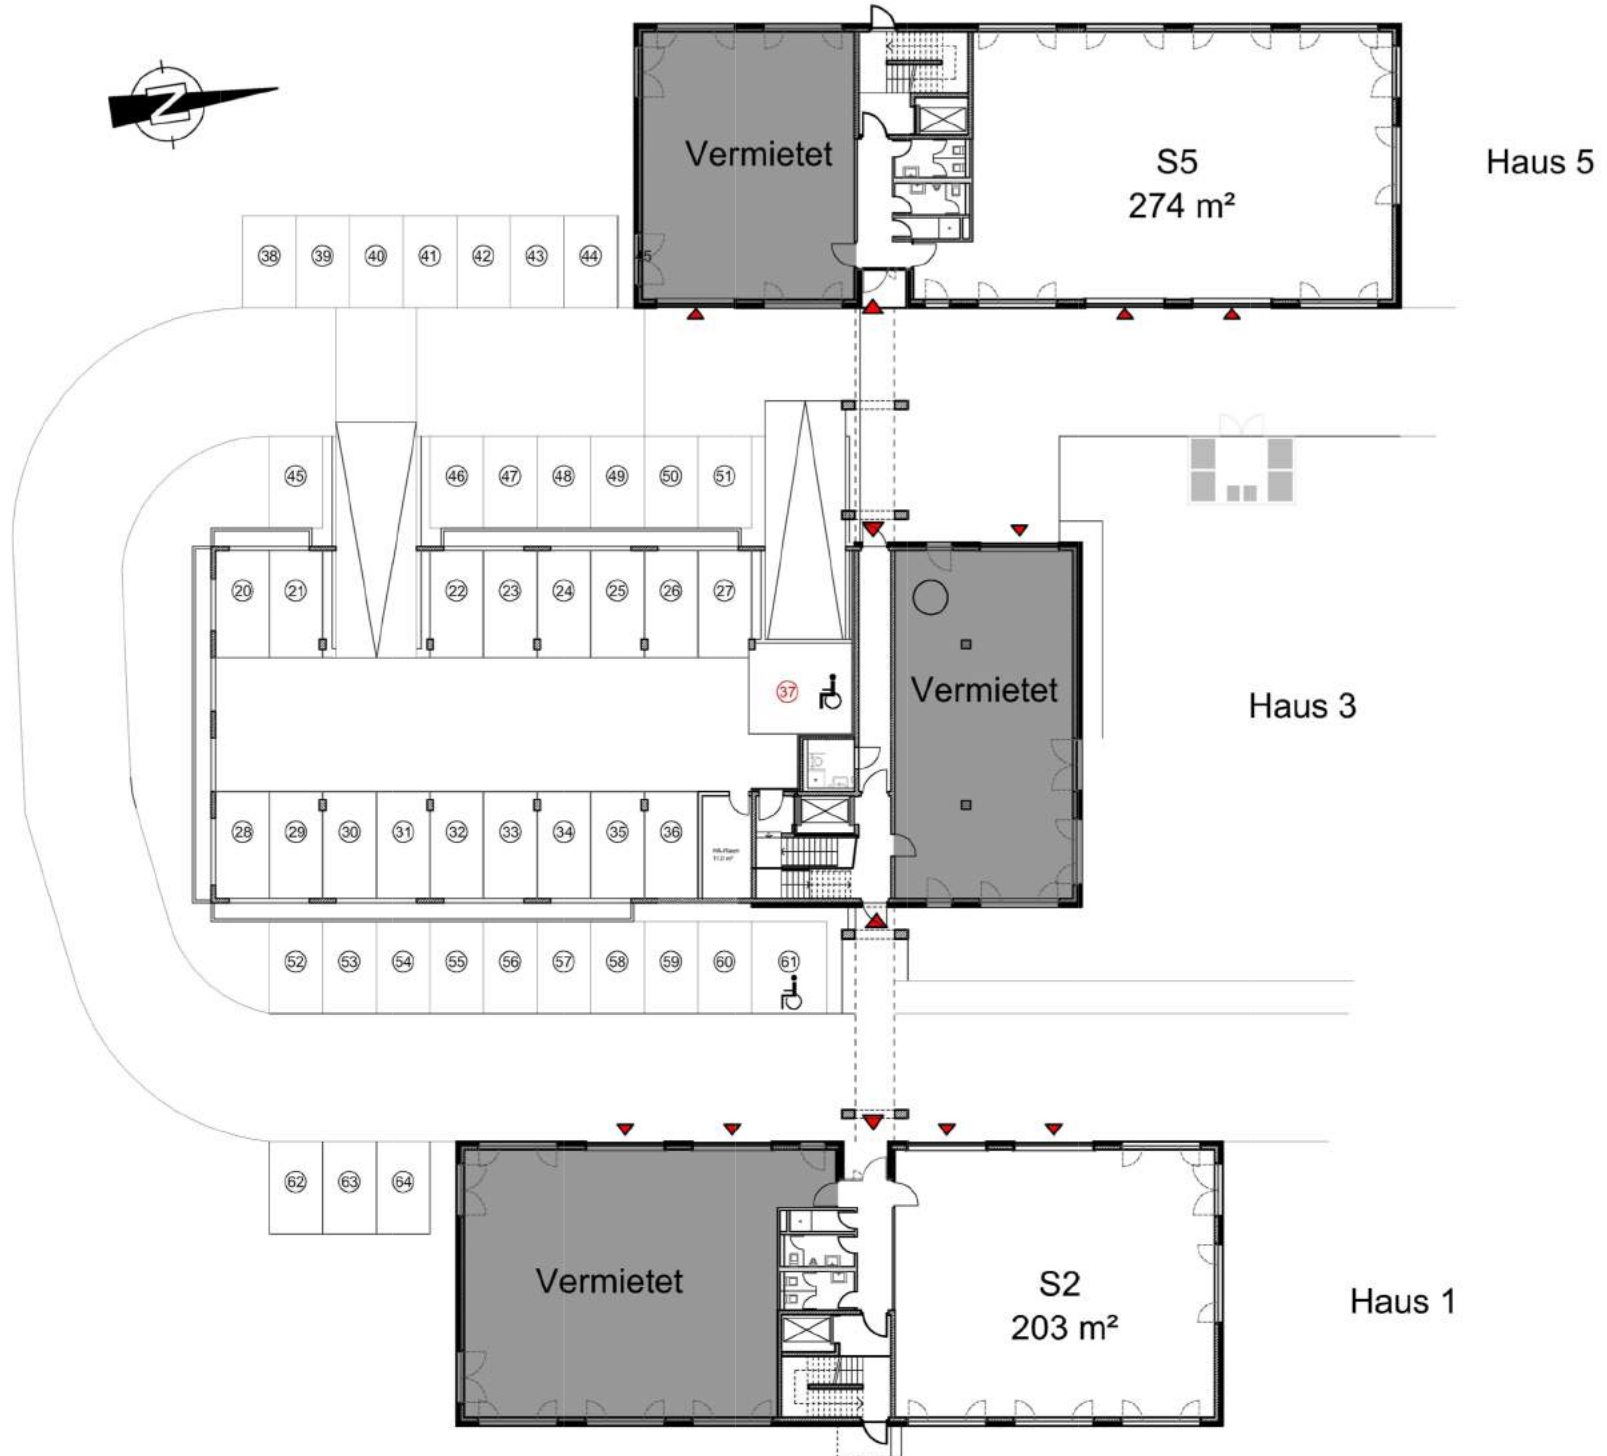 N
Vermietet
S5
274 m²
Haus 5
38 39 40 41 42 43 44
45 46 47 48 49 50 51
20 21 22 23 24 25 26 27
37
Vermietet
Haus 3
28 29 30 31 32 33 34 35 36
52 53 54 55 56 57 58 59 60 61
62 63 64
Vermietet
S2
203 m²
Haus 1